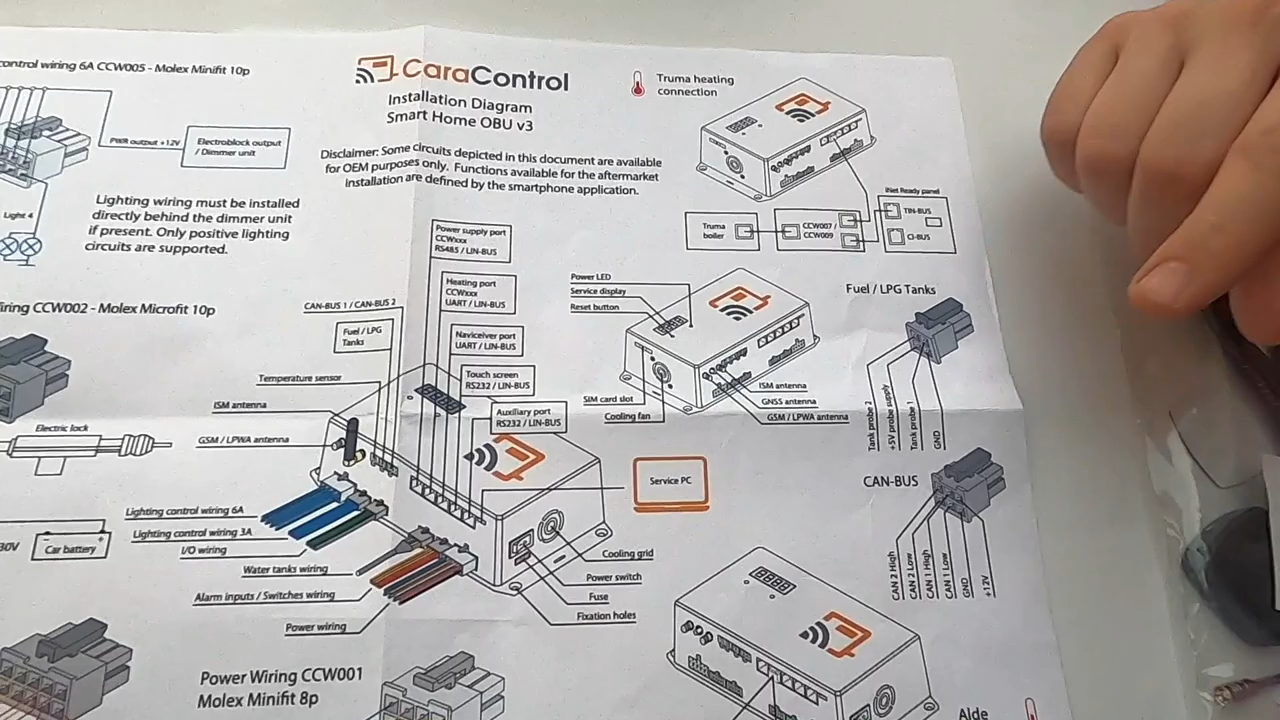 control wiring 6A CCW005 - Molex Minifit 10p
PWR output +12V
Electroblock output
/ Dimmer unit
Light 4
Lighting wiring must be installed
directly behind the dimmer unit
if present. Only positive lighting
circuits are supported.
CaraControl
Installation Diagram
Smart Home OBU v3
Disclaimer: Some circuits depicted in this document are available
for OEM purposes only. Functions available for the aftermarket
installation are defined by the smartphone application.
Truma heating
connection
Truma
boiler
CCW007 /
CCW009
iNet Ready panel
TIN-BUS
CI-BUS
iring CCW002 - Molex Microfit 10p
Electric lock
30V
Car battery
Power supply port
CCWxxx
RS485 / LIN-BUS
Heating port
CCWxxx
UART / LIN-BUS
Naviceiver port
UART / LIN-BUS
Touch screen
RS232 / LIN-BUS
Auxiliary port
RS232 / LIN-BUS
CAN-BUS 1 / CAN-BUS 2
Fuel / LPG
Tanks
Temperature sensor
ISM antenna
GSM / LPWA antenna
Lighting control wiring 6A
Lighting control wiring 3A
I/O wiring
Water tanks wiring
Alarm inputs / Switches wiring
Power wiring
Service PC
Cooling grid
Power switch
Fuse
Fixation holes
Power LED
Service display
Reset button
SIM card slot
Cooling fan
ISM antenna
GNSS antenna
GSM / LPWA antenna
Fuel / LPG Tanks
Tank probe 2
+5V probe supply
Tank probe 1
GND
CAN-BUS
CAN 2 High
CAN 2 Low
CAN 1 High
CAN 1 Low
GND
+12V
Power Wiring CCW001
Molex Minifit 8p
Alde